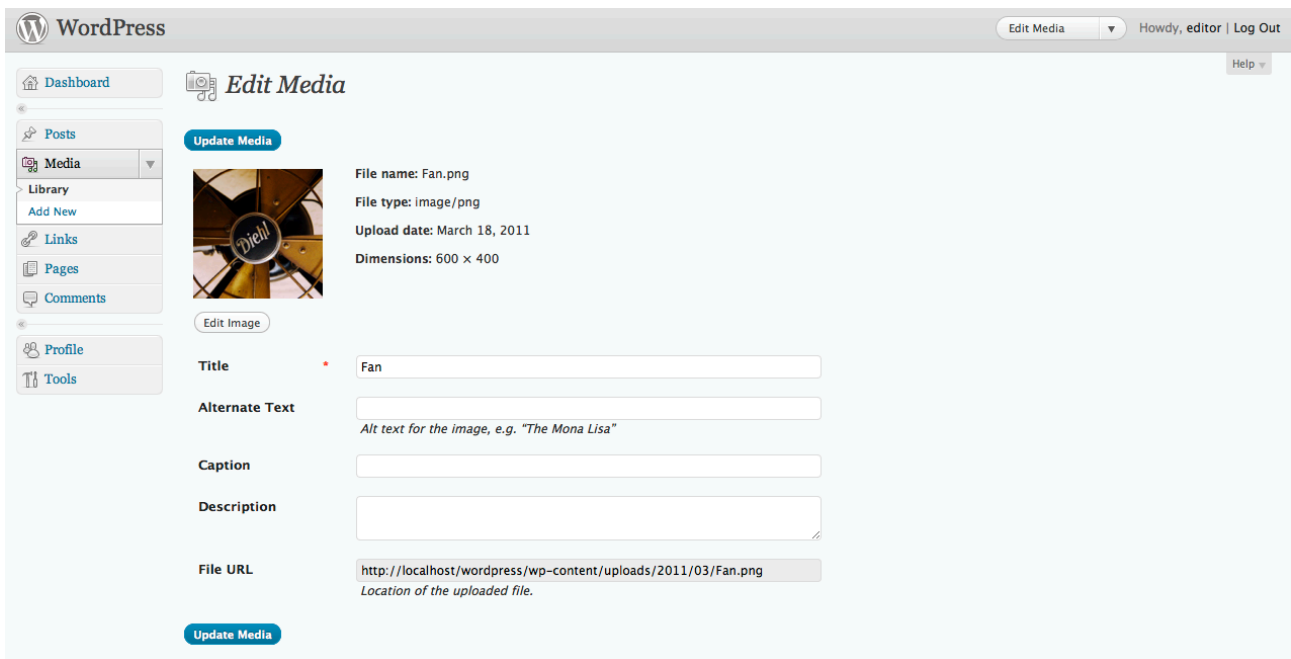 WordPress
Edit Media
Howdy, editor | Log Out
Help
Dashboard
Posts
Media
Library
Add New
Links
Pages
Comments
Profile
Tools
Edit Media
Update Media
Diehl
File name: Fan.png
File type: image/png
Upload date: March 18, 2011
Dimensions: 600 × 400
Edit Image
Title * Fan
Alternate Text
Alt text for the image, e.g. “The Mona Lisa”
Caption
Description
File URL http://localhost/wordpress/wp-content/uploads/2011/03/Fan.png
Location of the uploaded file.
Update Media